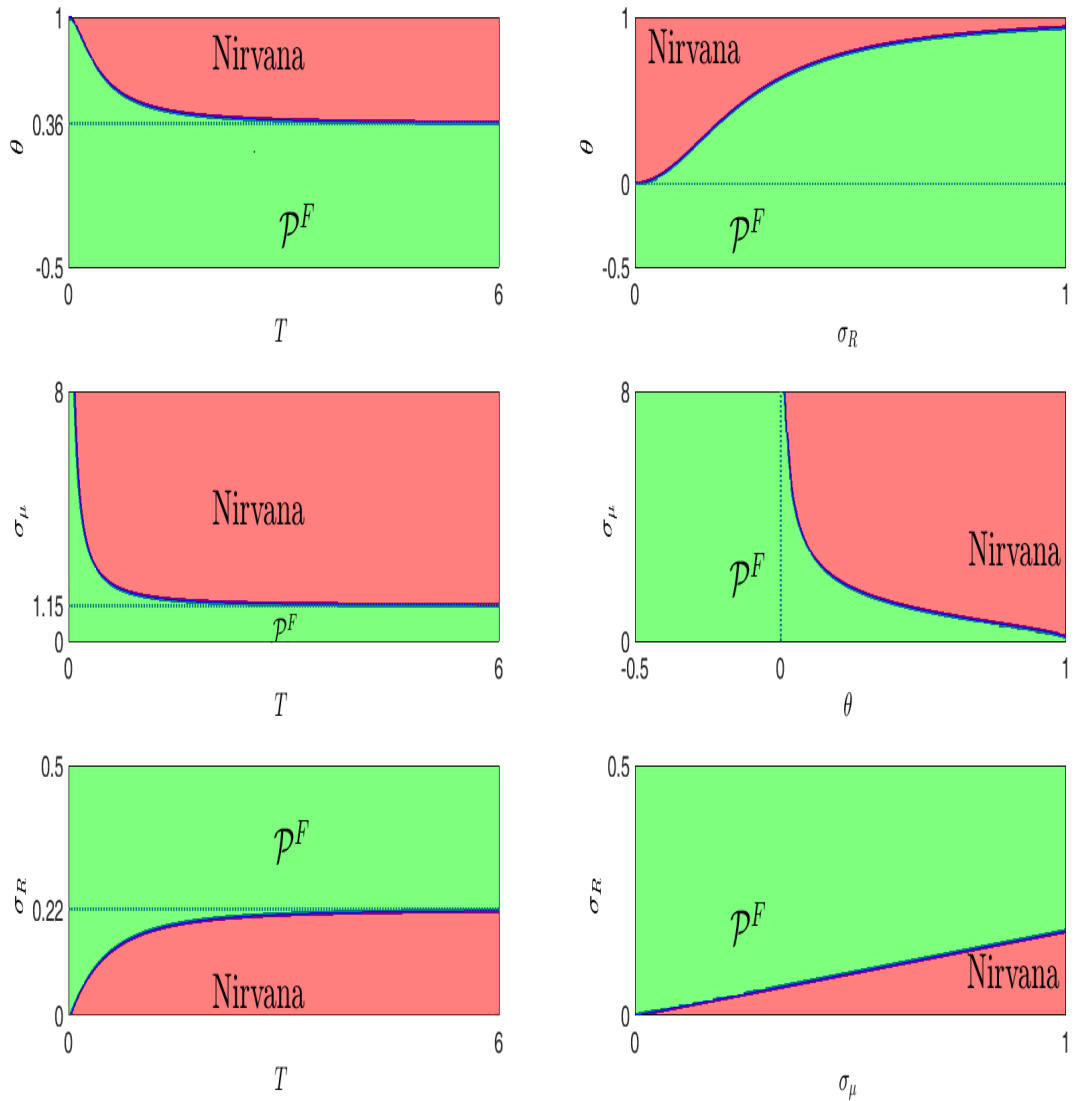 1
Nirvana
0.36
θ
𝒫^F
-0.5
0
6
T
1
Nirvana
θ
0
𝒫^F
-0.5
0
1
σ_R
8
Nirvana
σ_μ
1.15
𝒫^F
0
0
6
T
8
σ_μ
Nirvana
𝒫^F
0
-0.5
0
1
θ
0.5
𝒫^F
σ_R
0.22
Nirvana
0
0
6
T
0.5
σ_R
𝒫^F
Nirvana
0
0
1
σ_μ